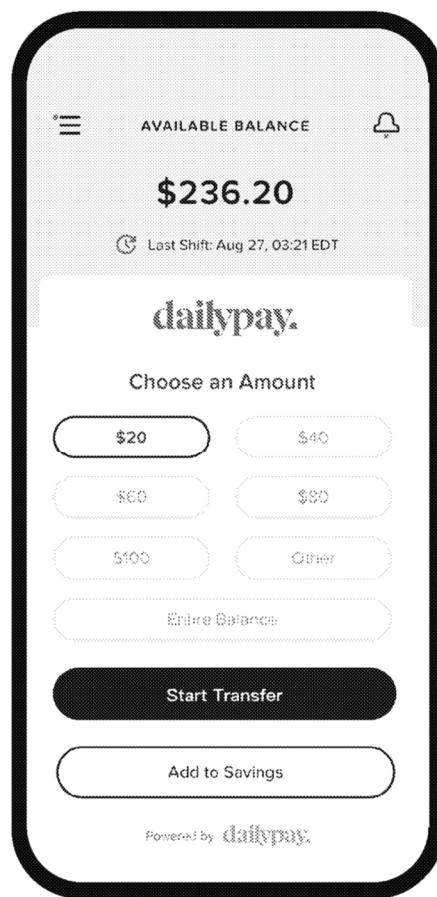 AVAILABLE BALANCE
$236.20
Last Shift: Aug 27, 03:21 EDT
dailypay.
Choose an Amount
$20 $40
$60 $80
$100 Other
Entire Balance
Start Transfer
Add to Savings
Powered by dailypay.